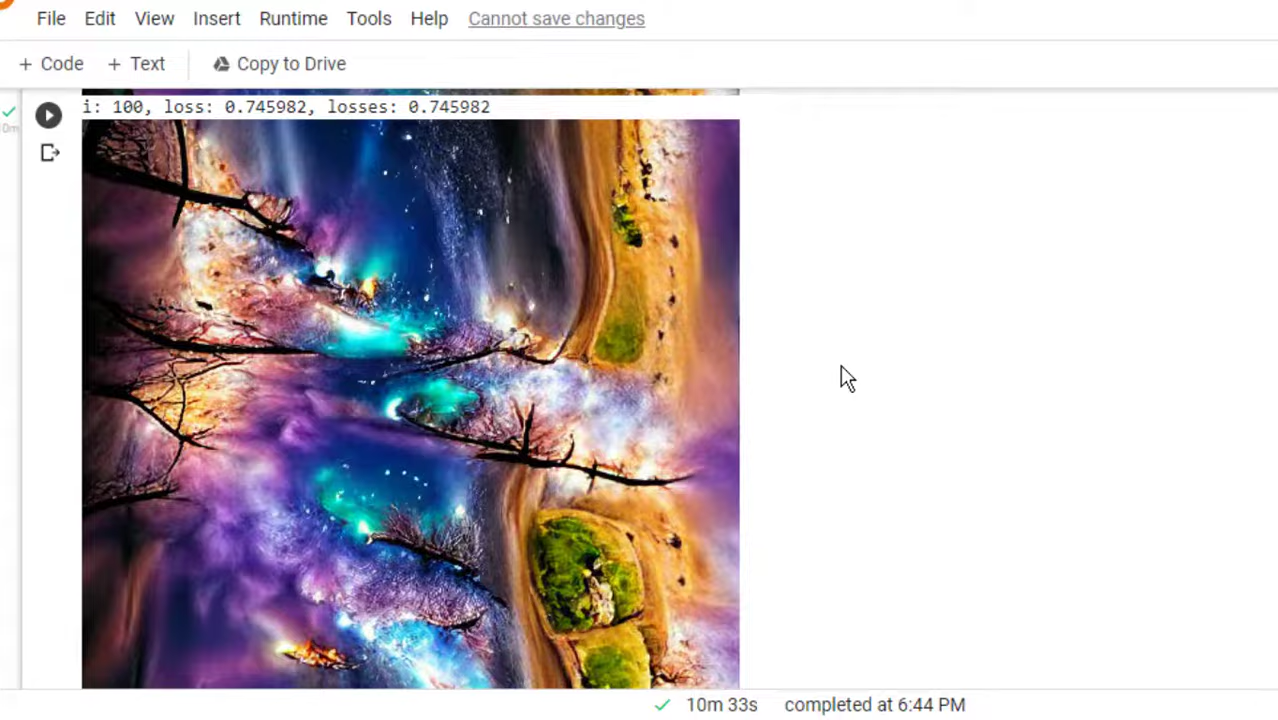 File Edit View Insert Runtime Tools Help Cannot save changes
+ Code + Text Copy to Drive
i: 100, loss: 0.745982, losses: 0.745982
10m 33s completed at 6:44 PM